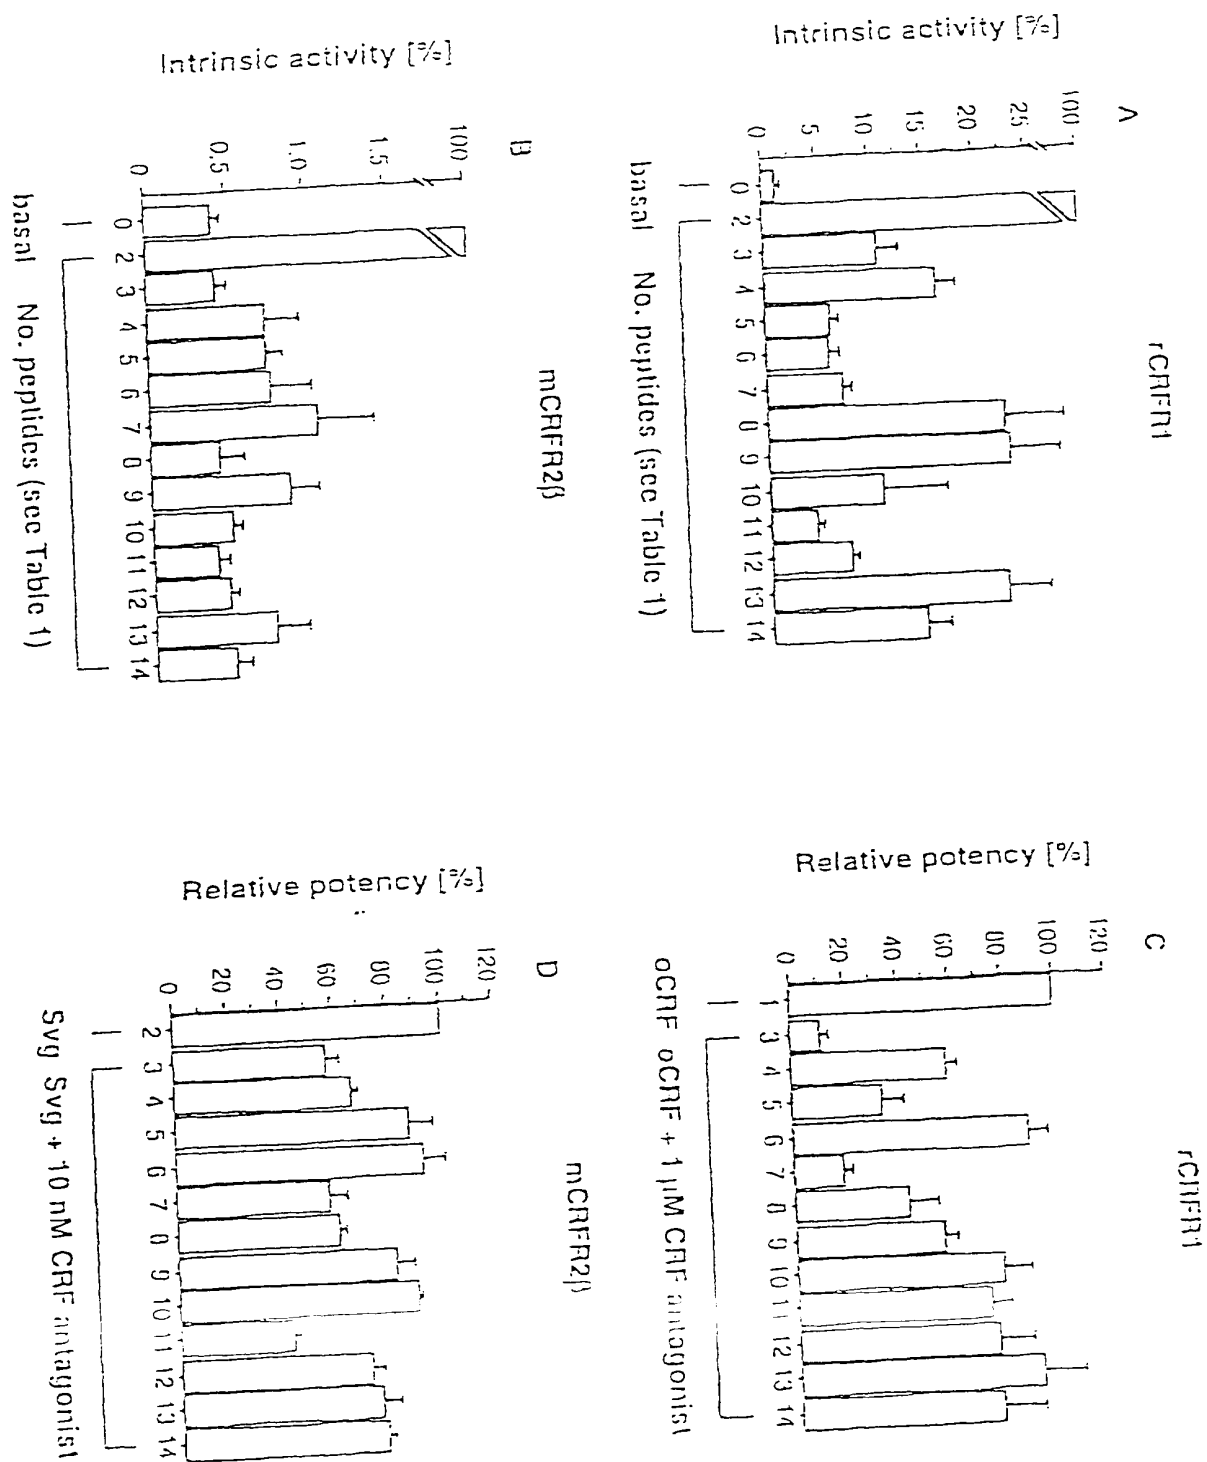 A
rCRFR1
Intrinsic activity [%]
100
25
20
15
10
5
0
0 2 3 4 5 6 7 8 9 10 11 12 13 14
basal No. peptides (see Table 1)
B
mCRFR2β
Intrinsic activity [%]
100
1.5
1.0
0.5
0
0 2 3 4 5 6 7 8 9 10 11 12 13 14
basal No. peptides (see Table 1)
C
rCRFR1
Relative potency [%]
120
100
80
60
40
20
0
1 3 4 5 6 7 8 9 10 11 12 13 14
oCRF oCRF + 1 μM CRF antagonist
D
mCRFR2β
Relative potency [%]
120
100
80
60
40
20
0
2 3 4 5 6 7 8 9 10 11 12 13 14
Svg Svg + 10 nM CRF antagonist